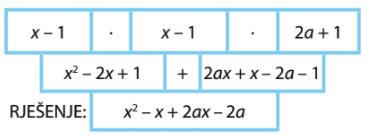 x – 1 · x – 1 · 2a + 1
x² – 2x + 1 + 2ax + x – 2a – 1
RJEŠENJE: x² – x + 2ax – 2a